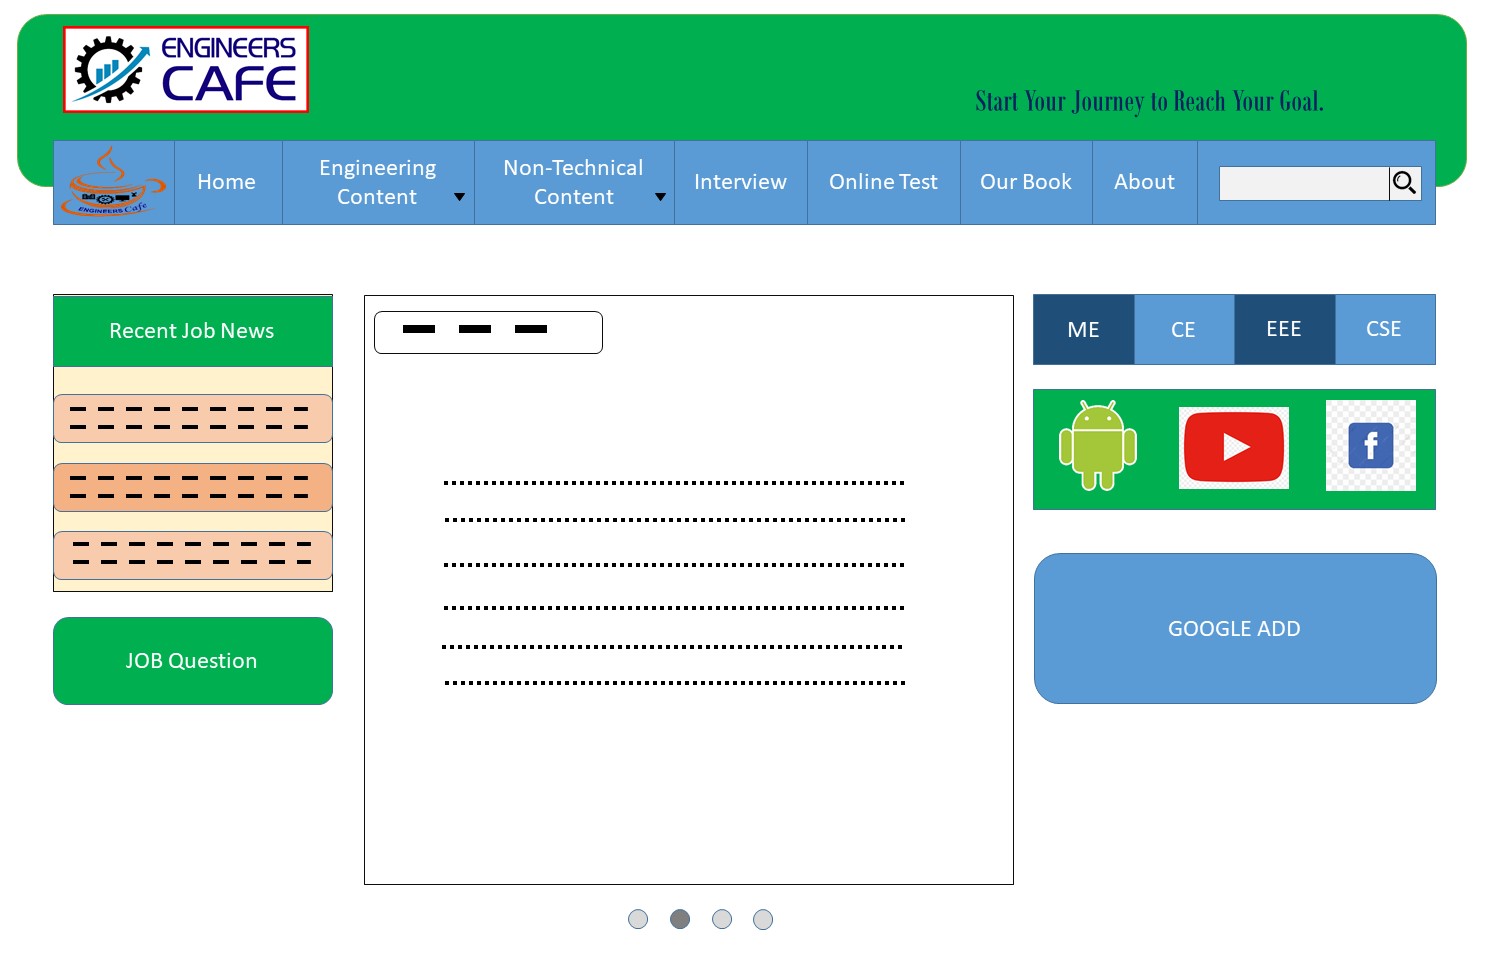 ENGINEERS
CAFE
Start Your Journey to Reach Your Goal.
ENGINEERS Cafe
Home
Engineering
Content
Non-Technical
Content
Interview
Online Test
Our Book
About
Recent Job News
JOB Question
ME
CE
EEE
CSE
f
GOOGLE ADD